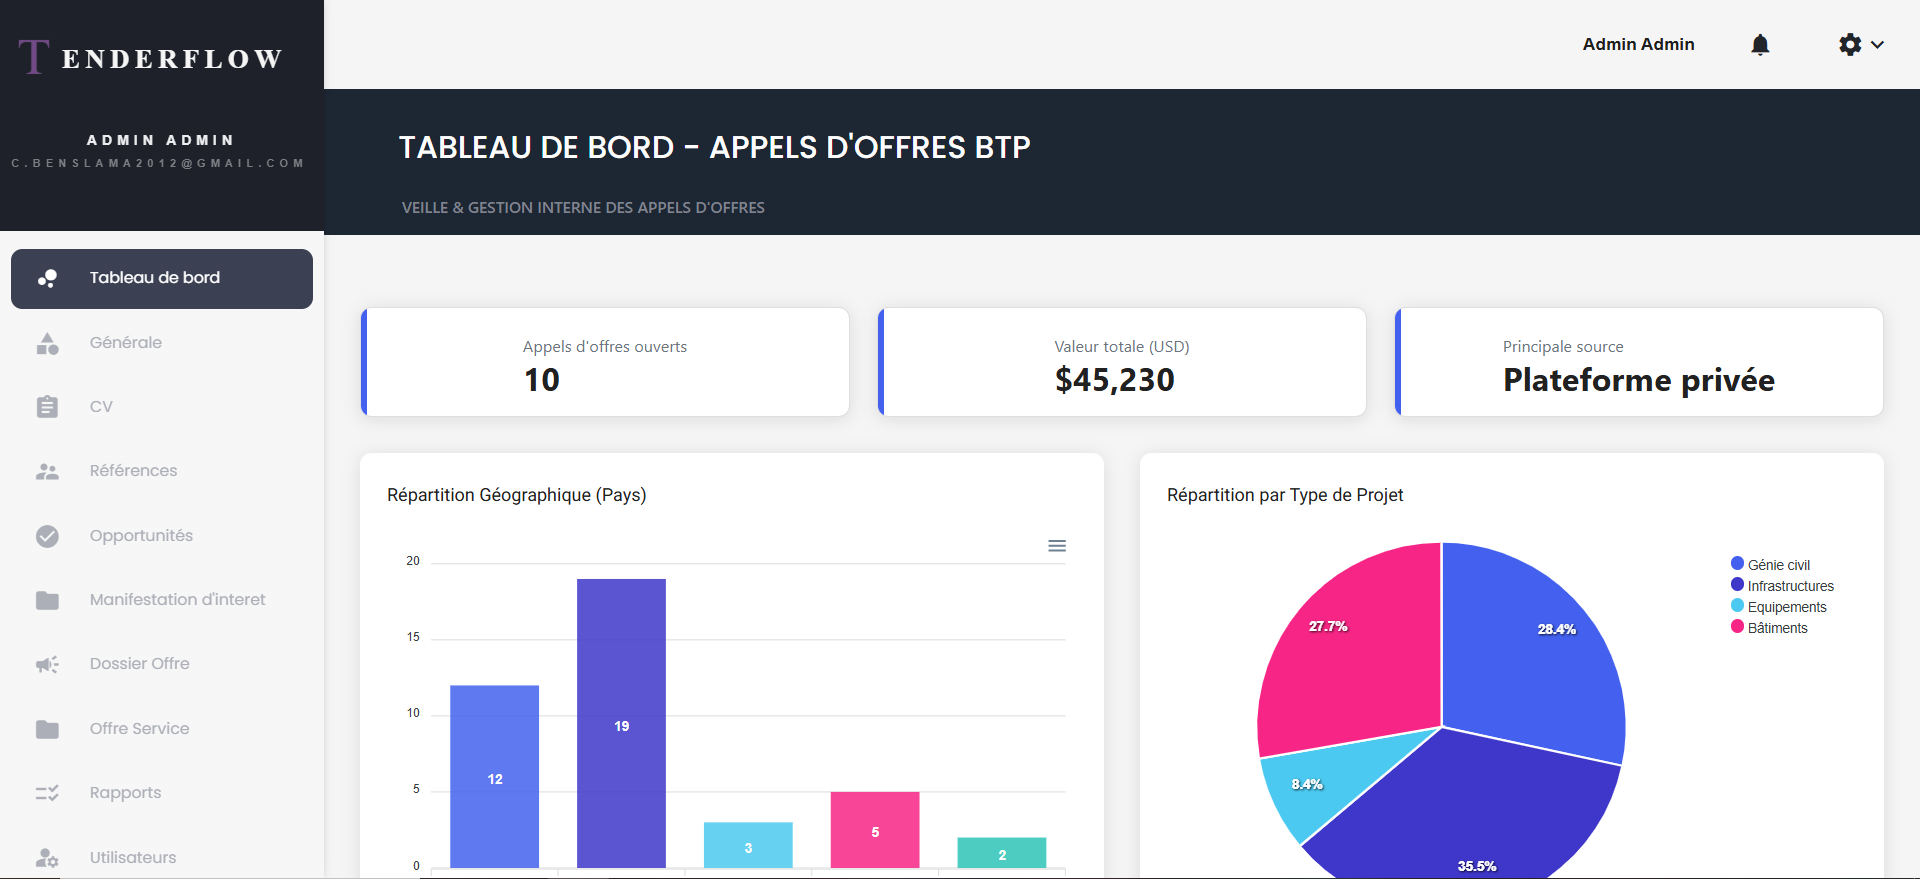 TENDERFLOW
ADMIN ADMIN
C.BENSLAMA2012@GMAIL.COM
Tableau de bord
Générale
CV
Références
Opportunités
Manifestation d'interet
Dossier Offre
Offre Service
Rapports
Utilisateurs
Admin Admin
TABLEAU DE BORD - APPELS D'OFFRES BTP
VEILLE & GESTION INTERNE DES APPELS D'OFFRES
Appels d'offres ouverts
10
Valeur totale (USD)
$45,230
Principale source
Plateforme privée
Répartition Géographique (Pays)
20
15
10
5
0
12
19
3
5
2
Répartition par Type de Projet
27.7%
28.4%
8.4%
35.5%
Génie civil
Infrastructures
Equipements
Bâtiments